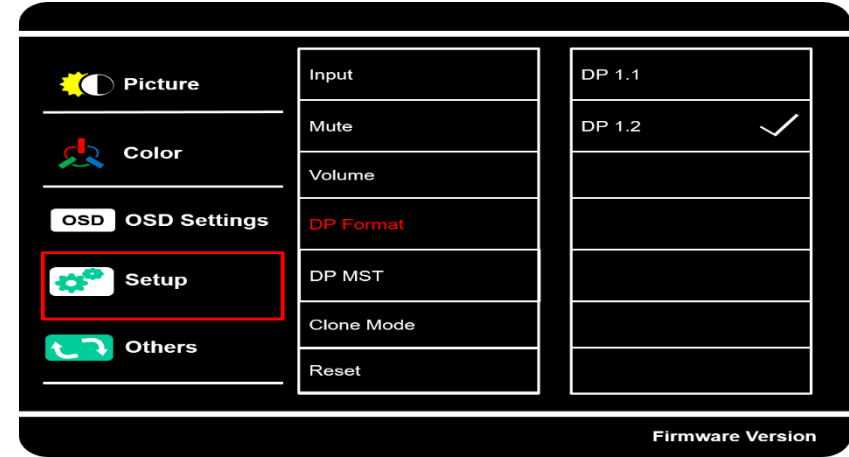 Picture
Color
OSD OSD Settings
Setup
Others
Input
Mute
Volume
DP Format
DP MST
Clone Mode
Reset
DP 1.1
DP 1.2
Firmware Version